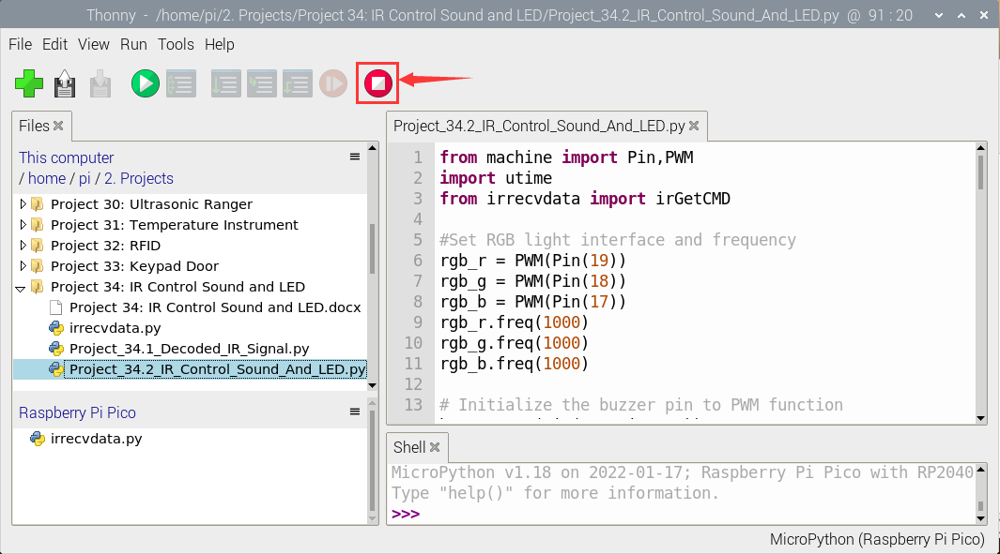 Thonny - /home/pi/2. Projects/Project 34: IR Control Sound and LED/Project_34.2_IR_Control_Sound_And_LED.py @ 91 : 20
File Edit View Run Tools Help
Files
This computer
/ home / pi / 2. Projects
Project 30: Ultrasonic Ranger
Project 31: Temperature Instrument
Project 32: RFID
Project 33: Keypad Door
Project 34: IR Control Sound and LED
Project 34: IR Control Sound and LED.docx
irrecvdata.py
Project_34.1_Decoded_IR_Signal.py
Project_34.2_IR_Control_Sound_And_LED.py
Raspberry Pi Pico
irrecvdata.py
Project_34.2_IR_Control_Sound_And_LED.py
1 from machine import Pin,PWM
2 import utime
3 from irrecvdata import irGetCMD
4
5 #Set RGB light interface and frequency
6 rgb_r = PWM(Pin(19))
7 rgb_g = PWM(Pin(18))
8 rgb_b = PWM(Pin(17))
9 rgb_r.freq(1000)
10 rgb_g.freq(1000)
11 rgb_b.freq(1000)
12
13 # Initialize the buzzer pin to PWM function
Shell
MicroPython v1.18 on 2022-01-17; Raspberry Pi Pico with RP2040
Type "help()" for more information.
>>>
MicroPython (Raspberry Pi Pico)